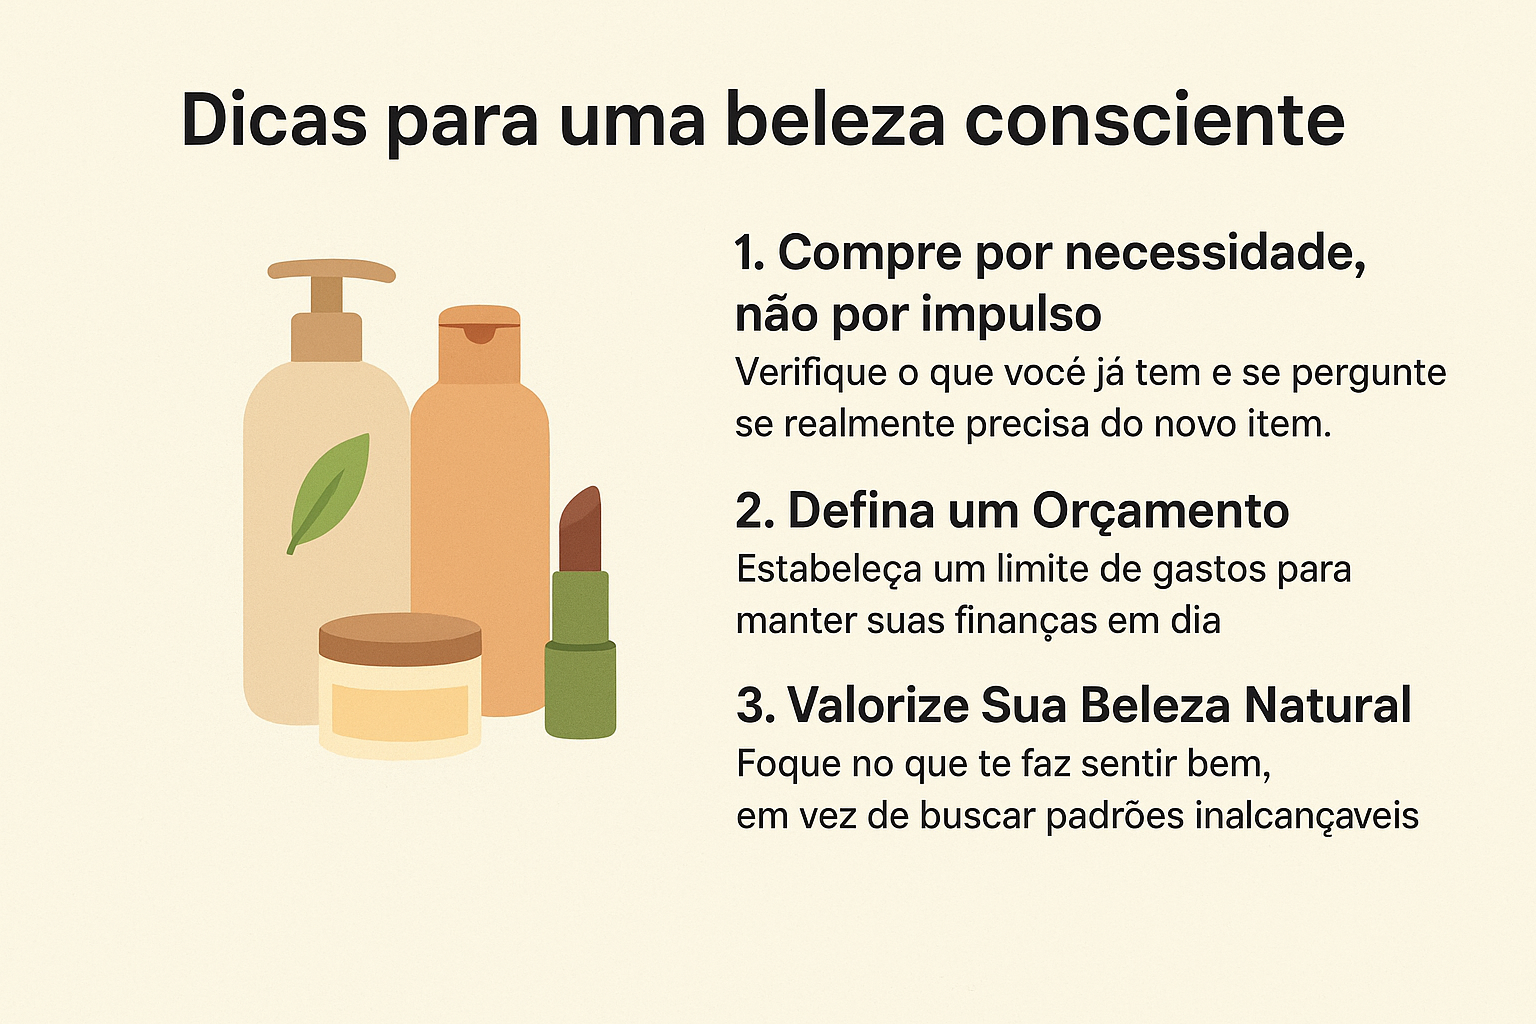 Dicas para uma beleza consciente
1. Compre por necessidade,
não por impulso
Verifique o que vocé já tem e se pergunte
se realmente precisa do novo item.
2. Defina um Orçamento
Estabeleça um limite de gastos para
manter suas finanças em dia
3. Valorize Sua Beleza Natural
Foque no que te faz sentir bem,
em vez de buscar padrões inalcançaveis